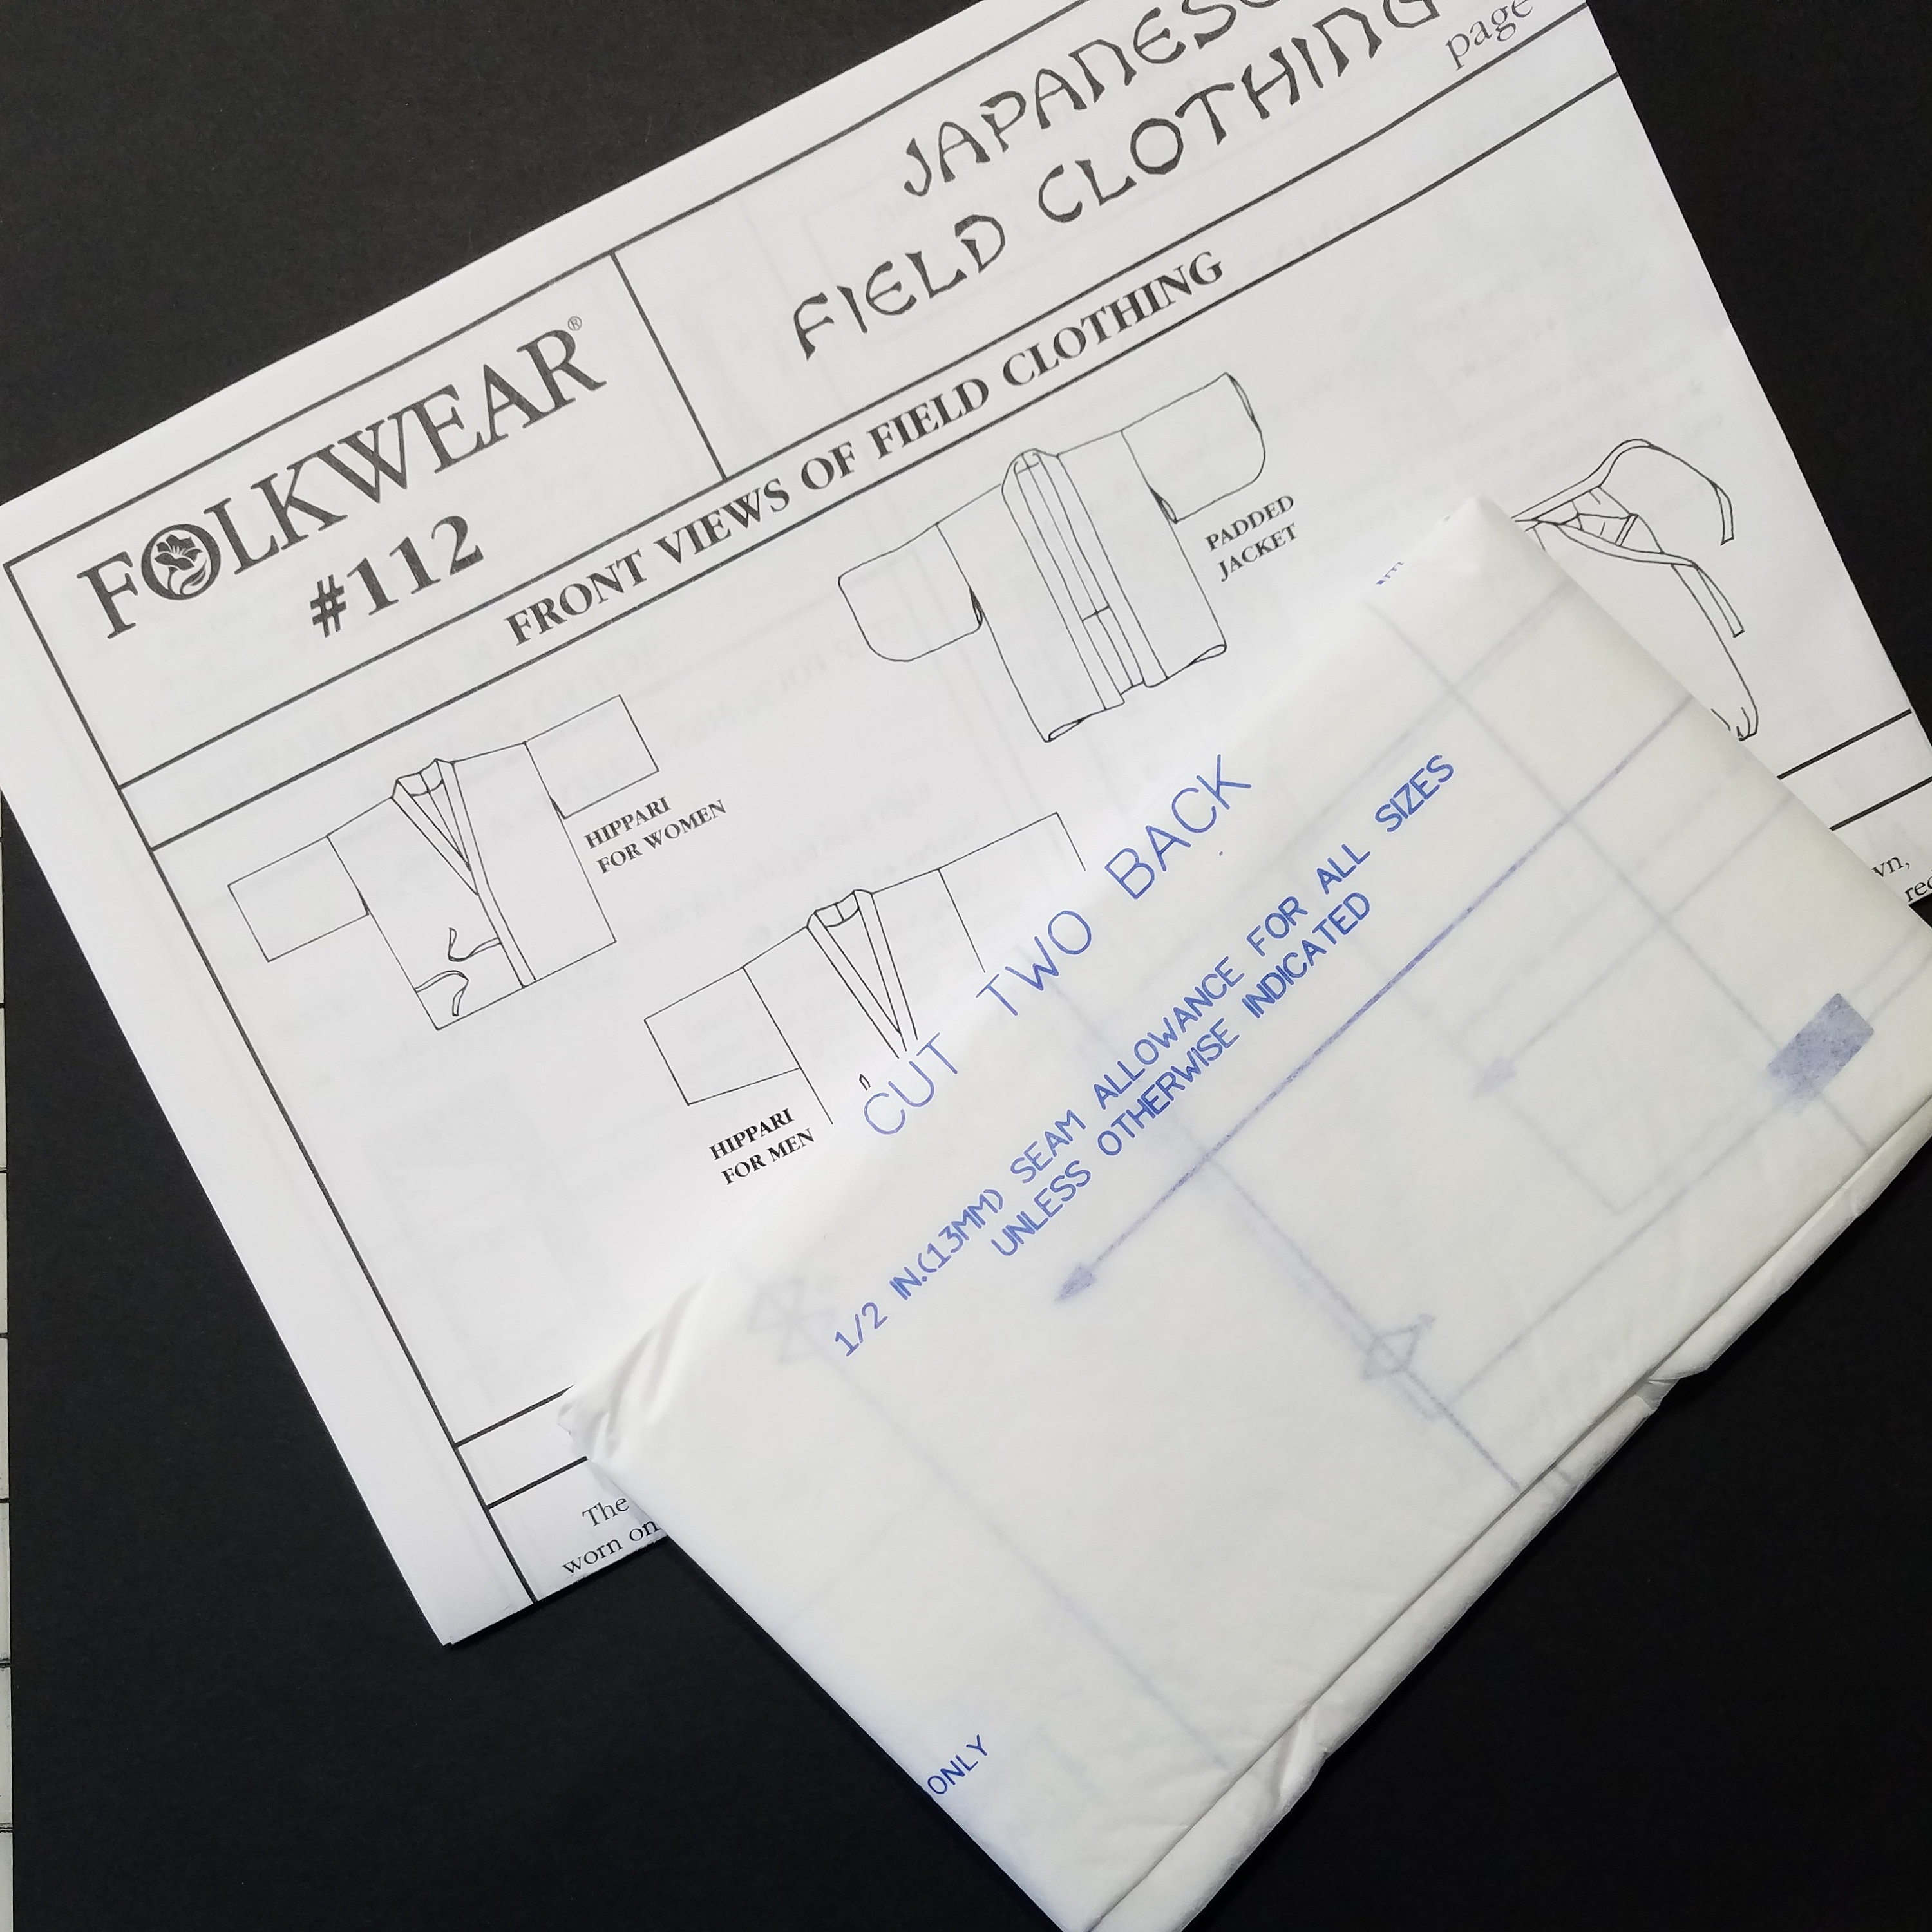 JAPANESE
FIELD CLOTHING
page
FOLKWEAR®
#112
FRONT VIEWS OF FIELD CLOTHING
PADDED
JACKET
HIPPARI
FOR WOMEN
HIPPARI
FOR MEN
CUT TWO BACK
1/2 IN.(13MM) SEAM ALLOWANCE FOR ALL SIZES
UNLESS OTHERWISE INDICATED
The
worn on
ONLY